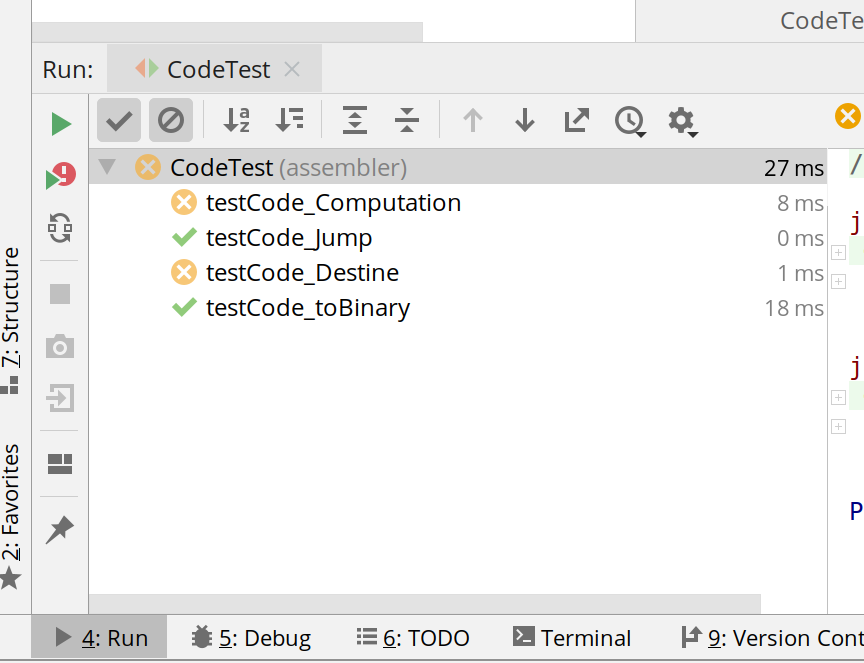 CodeTe
Run: CodeTest
CodeTest (assembler) 27 ms
testCode_Computation 8 ms
testCode_Jump 0 ms
testCode_Destine 1 ms
testCode_toBinary 18 ms
/
j
j
P
7: Structure
2: Favorites
4: Run 5: Debug 6: TODO Terminal 9: Version Cont